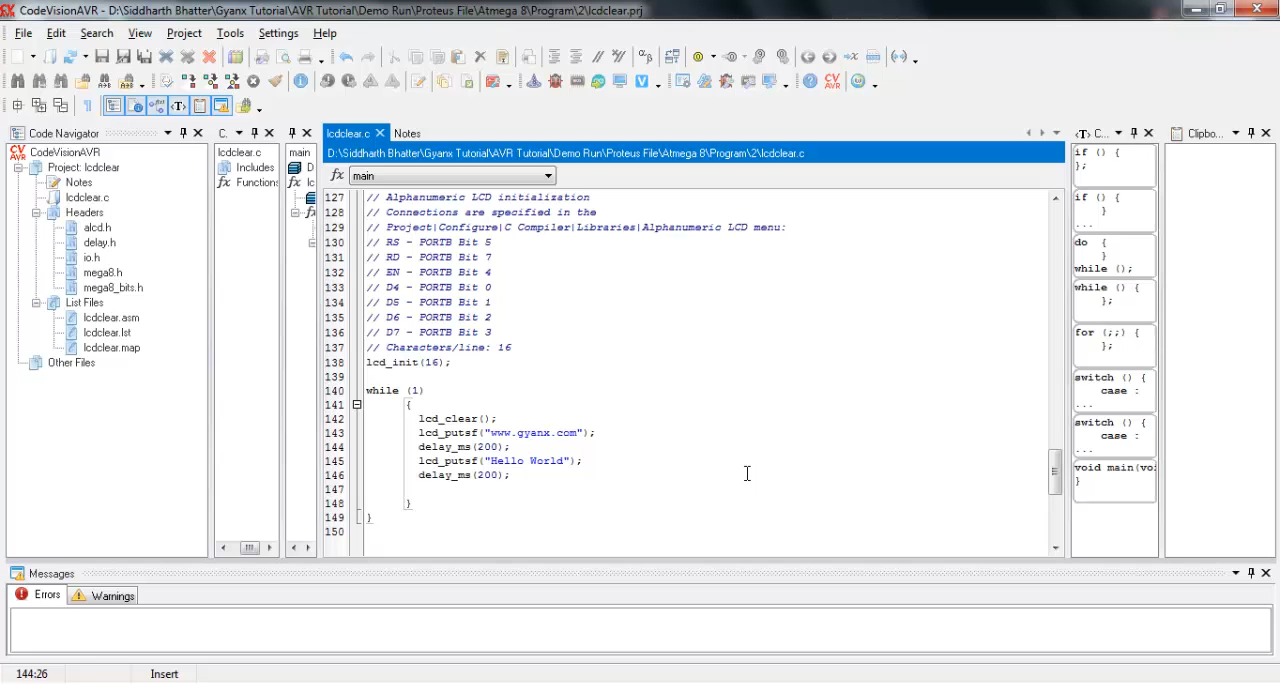 CodeVisionAVR - D:\Siddharth Bhatter\Gyanx Tutorial\AVR Tutorial\Demo Run\Proteus File\Atmega 8\Program\2\lcdclear.prj
File Edit Search View Project Tools Settings Help
Code Navigator
C...
lcdclear.c
Notes
C...
Clipbo...
CodeVisionAVR
Project: lcdclear
Notes
lcdclear.c
Headers
alcd.h
delay.h
io.h
mega8.h
mega8_bits.h
List Files
lcdclear.asm
lcdclear.lst
lcdclear.map
Other Files
lcdclear.c
Includes
Functions
main
D:\Siddharth Bhatter\Gyanx Tutorial\AVR Tutorial\Demo Run\Proteus File\Atmega 8\Program\2\lcdclear.c
main
127 // Alphanumeric LCD initialization
128 // Connections are specified in the
129 // Project|Configure|C Compiler|Libraries|Alphanumeric LCD menu:
130 // RS - PORTB Bit 5
131 // RD - PORTB Bit 7
132 // EN - PORTB Bit 4
133 // D4 - PORTB Bit 0
134 // D5 - PORTB Bit 1
135 // D6 - PORTB Bit 2
136 // D7 - PORTB Bit 3
137 // Characters/line: 16
138 lcd_init(16);
139
140 while (1)
141 {
142 lcd_clear();
143 lcd_putsf("www.gyanx.com");
144 delay_ms(200);
145 lcd_putsf("Hello World");
146 delay_ms(200);
147
148 }
149 }
150
if () {
};
if () {
}
...
do {
}
while ();
while () {
};
for (;;) {
};
switch () {
case :
...
switch () {
case :
...
void main(voi
}
Messages
Errors
Warnings
144:26
Insert